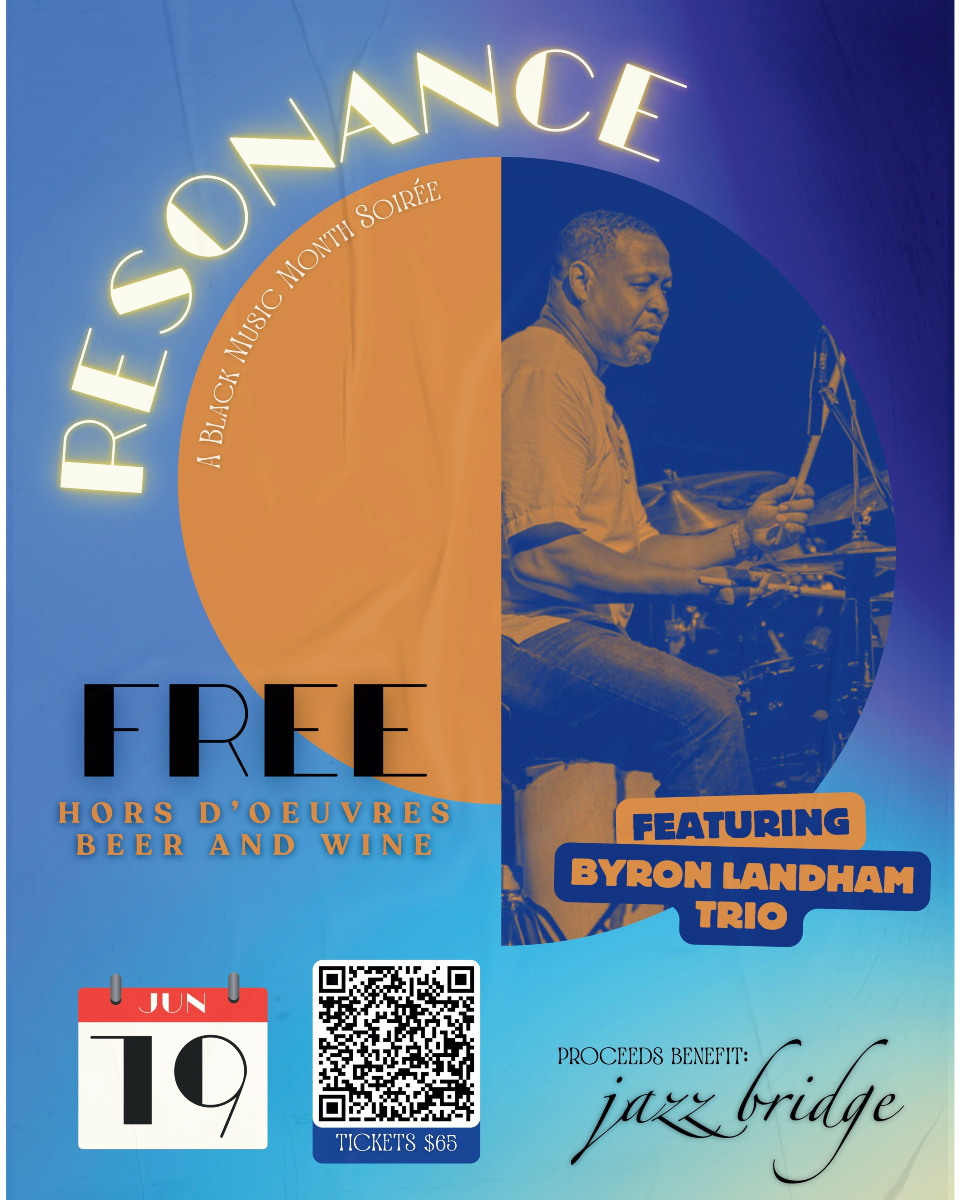 RESONANCE
A BLACK MUSIC MONTH SOIRÉE
FREE
HORS D'OEUVRES
BEER AND WINE
FEATURING
BYRON LANDHAM
TRIO
JUN
19
TICKETS $65
PROCEEDS BENEFIT:
jazz bridge